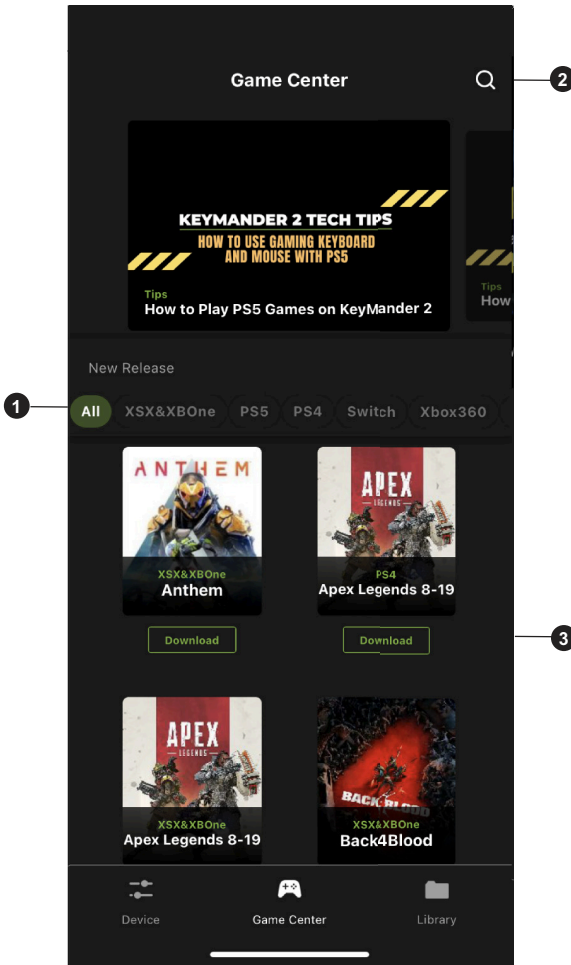 Game Center
2
KEYMANDER 2 TECH TIPS
HOW TO USE GAMING KEYBOARD
AND MOUSE WITH PS5
Tips
How to Play PS5 Games on KeyMander 2
Tips
How
New Release
1
All XSX&XBOne PS5 PS4 Switch Xbox360
ANTHEM
XSX&XBOne
Anthem
Download
APEX
LEGENDS
PS4
Apex Legends 8-19
Download
3
APEX
LEGENDS
XSX&XBOne
Apex Legends 8-19
BACK BLOOD
XSX&XBOne
Back4Blood
Device Game Center Library